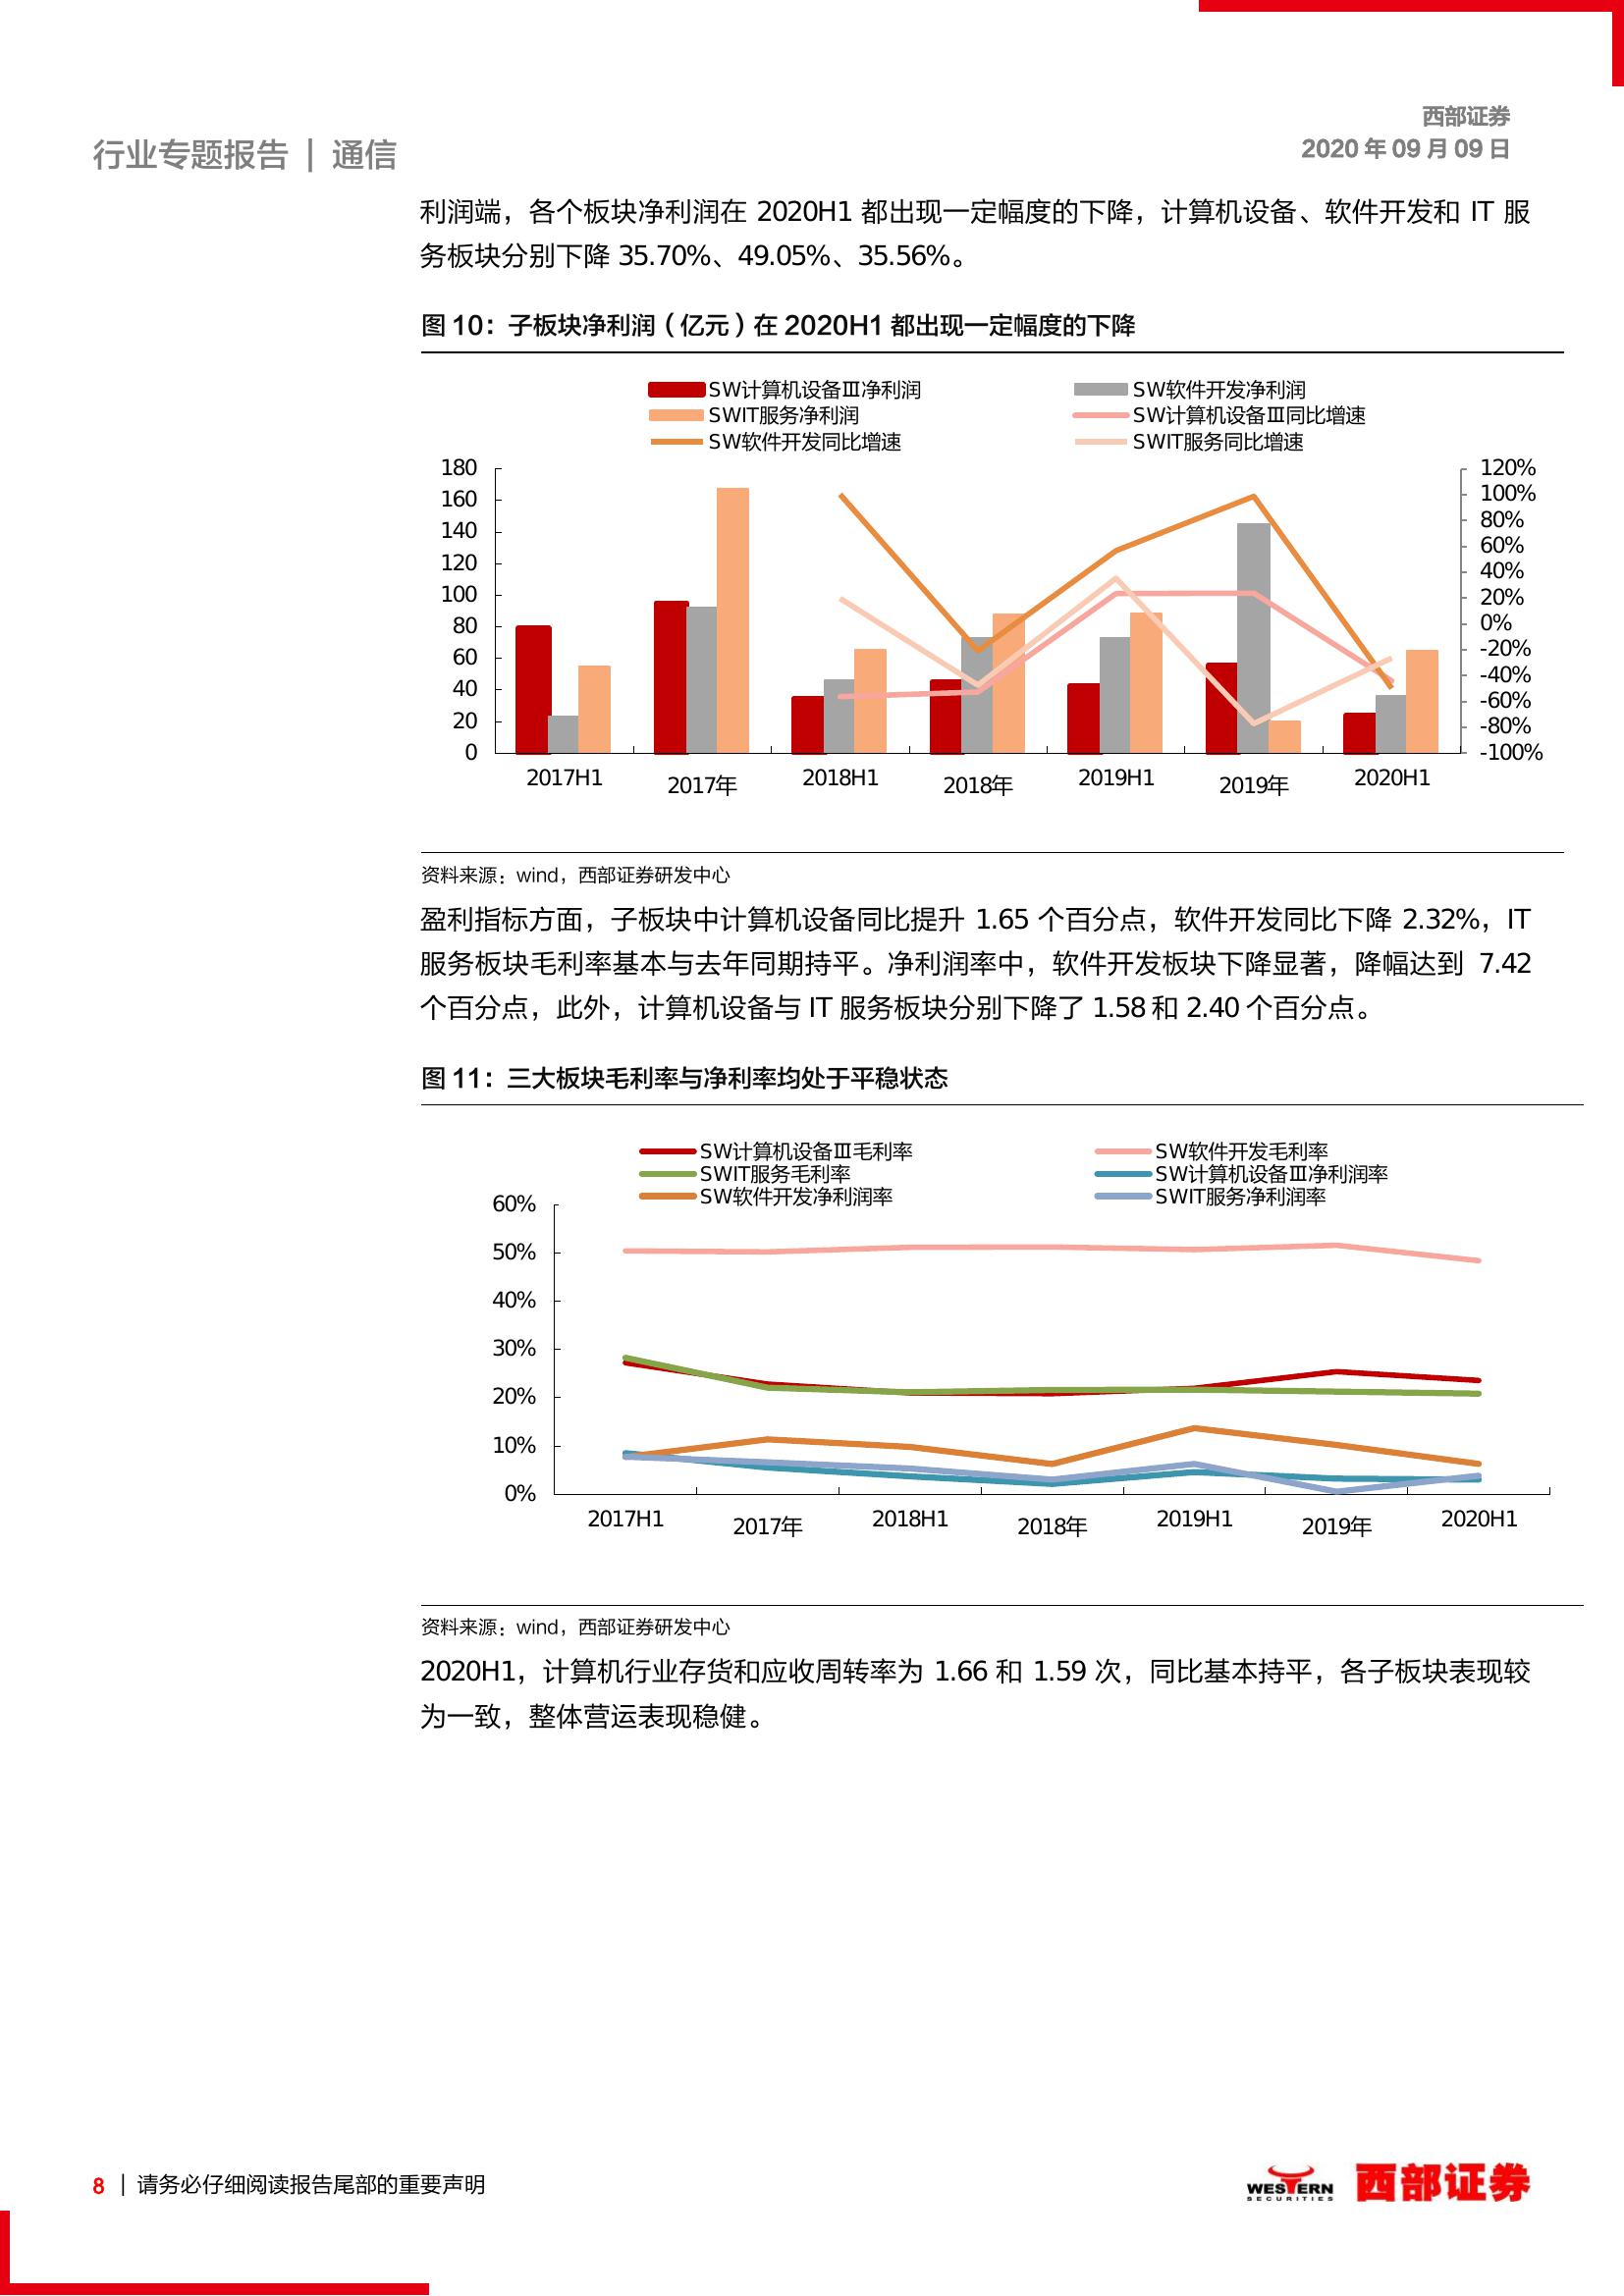 西部证券
行业专题报告 | 通信
2020 年 09 月 09 日
利润端，各个板块净利润在 2020H1 都出现一定幅度的下降，计算机设备、软件开发和 IT 服
务板块分别下降 35.70%、49.05%、35.56%。
图 10：子板块净利润（亿元）在 2020H1 都出现一定幅度的下降
SW计算机设备Ⅲ净利润 SW软件开发净利润
SWIT服务净利润 SW计算机设备Ⅲ同比增速
SW软件开发同比增速 SWIT服务同比增速
180 120%
160 100%
140 80%
120 60%
100 40%
80 20%
60 0%
40 -20%
20 -40%
0 -60%
-80%
-100%
2017H1 2017年 2018H1 2018年 2019H1 2019年 2020H1
资料来源：wind，西部证券研发中心
盈利指标方面，子板块中计算机设备同比提升 1.65 个百分点，软件开发同比下降 2.32%，IT
服务板块毛利率基本与去年同期持平。净利润率中，软件开发板块下降显著，降幅达到 7.42
个百分点，此外，计算机设备与 IT 服务板块分别下降了 1.58 和 2.40 个百分点。
图 11：三大板块毛利率与净利率均处于平稳状态
SW计算机设备Ⅲ毛利率 SW软件开发毛利率
SWIT服务毛利率 SW计算机设备Ⅲ净利润率
SW软件开发净利润率 SWIT服务净利润率
60%
50%
40%
30%
20%
10%
0%
2017H1 2017年 2018H1 2018年 2019H1 2019年 2020H1
资料来源：wind，西部证券研发中心
2020H1，计算机行业存货和应收周转率为 1.66 和 1.59 次，同比基本持平，各子板块表现较
为一致，整体营运表现稳健。
8 | 请务必仔细阅读报告尾部的重要声明
WESTERN
SECURITIES
西部证券